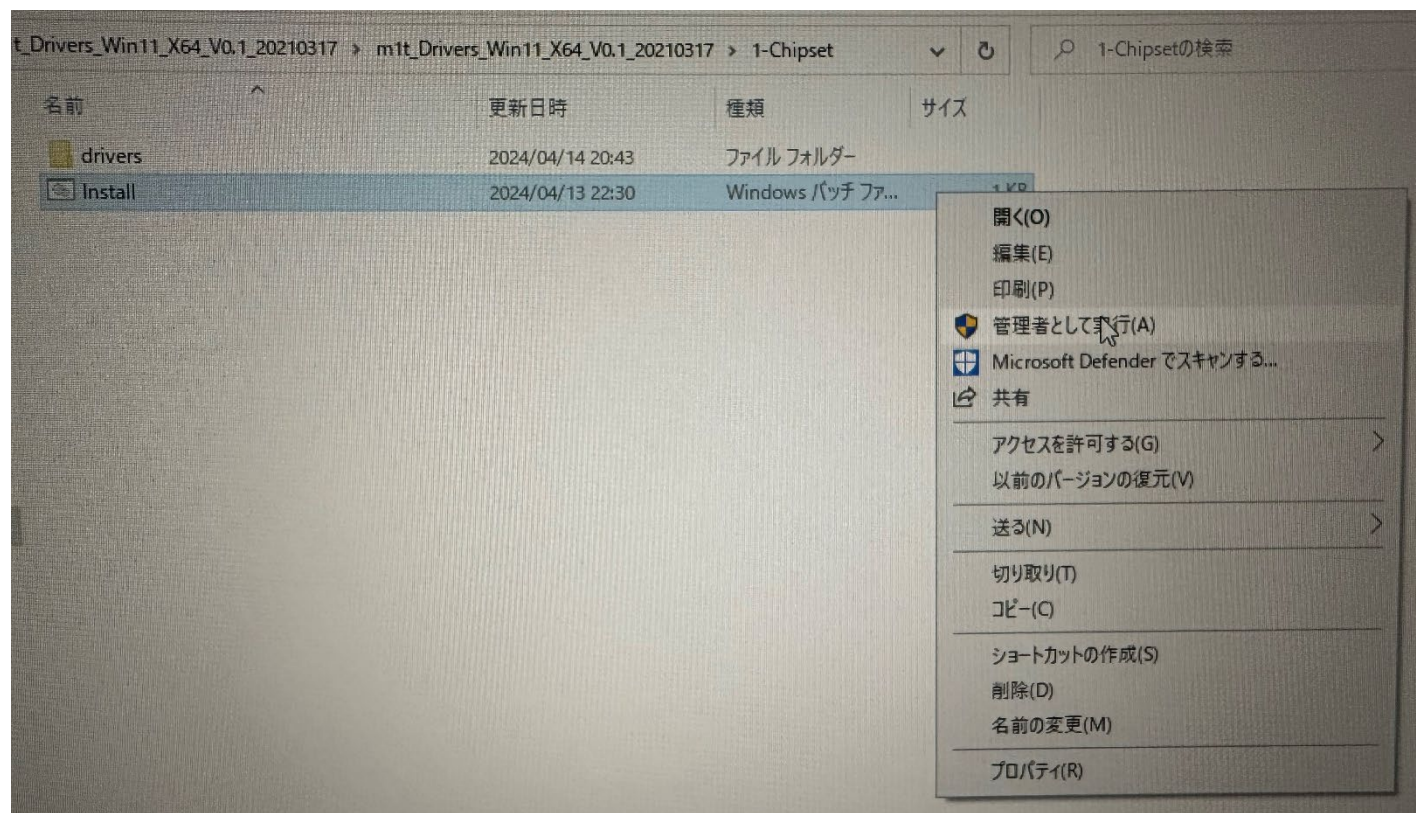 t_Drivers_Win11_X64_V0.1_20210317 > m1t_Drivers_Win11_X64_V0.1_20210317 > 1-Chipset
1-Chipsetの検索
名前 更新日時 種類 サイズ
drivers 2024/04/14 20:43 ファイル フォルダー
Install 2024/04/13 22:30 Windows バッチ ファ... 1 KB
開く(O)
編集(E)
印刷(P)
管理者として実行(A)
Microsoft Defender でスキャンする...
共有
アクセスを許可する(G)
以前のバージョンの復元(V)
送る(N)
切り取り(T)
コピー(C)
ショートカットの作成(S)
削除(D)
名前の変更(M)
プロパティ(R)